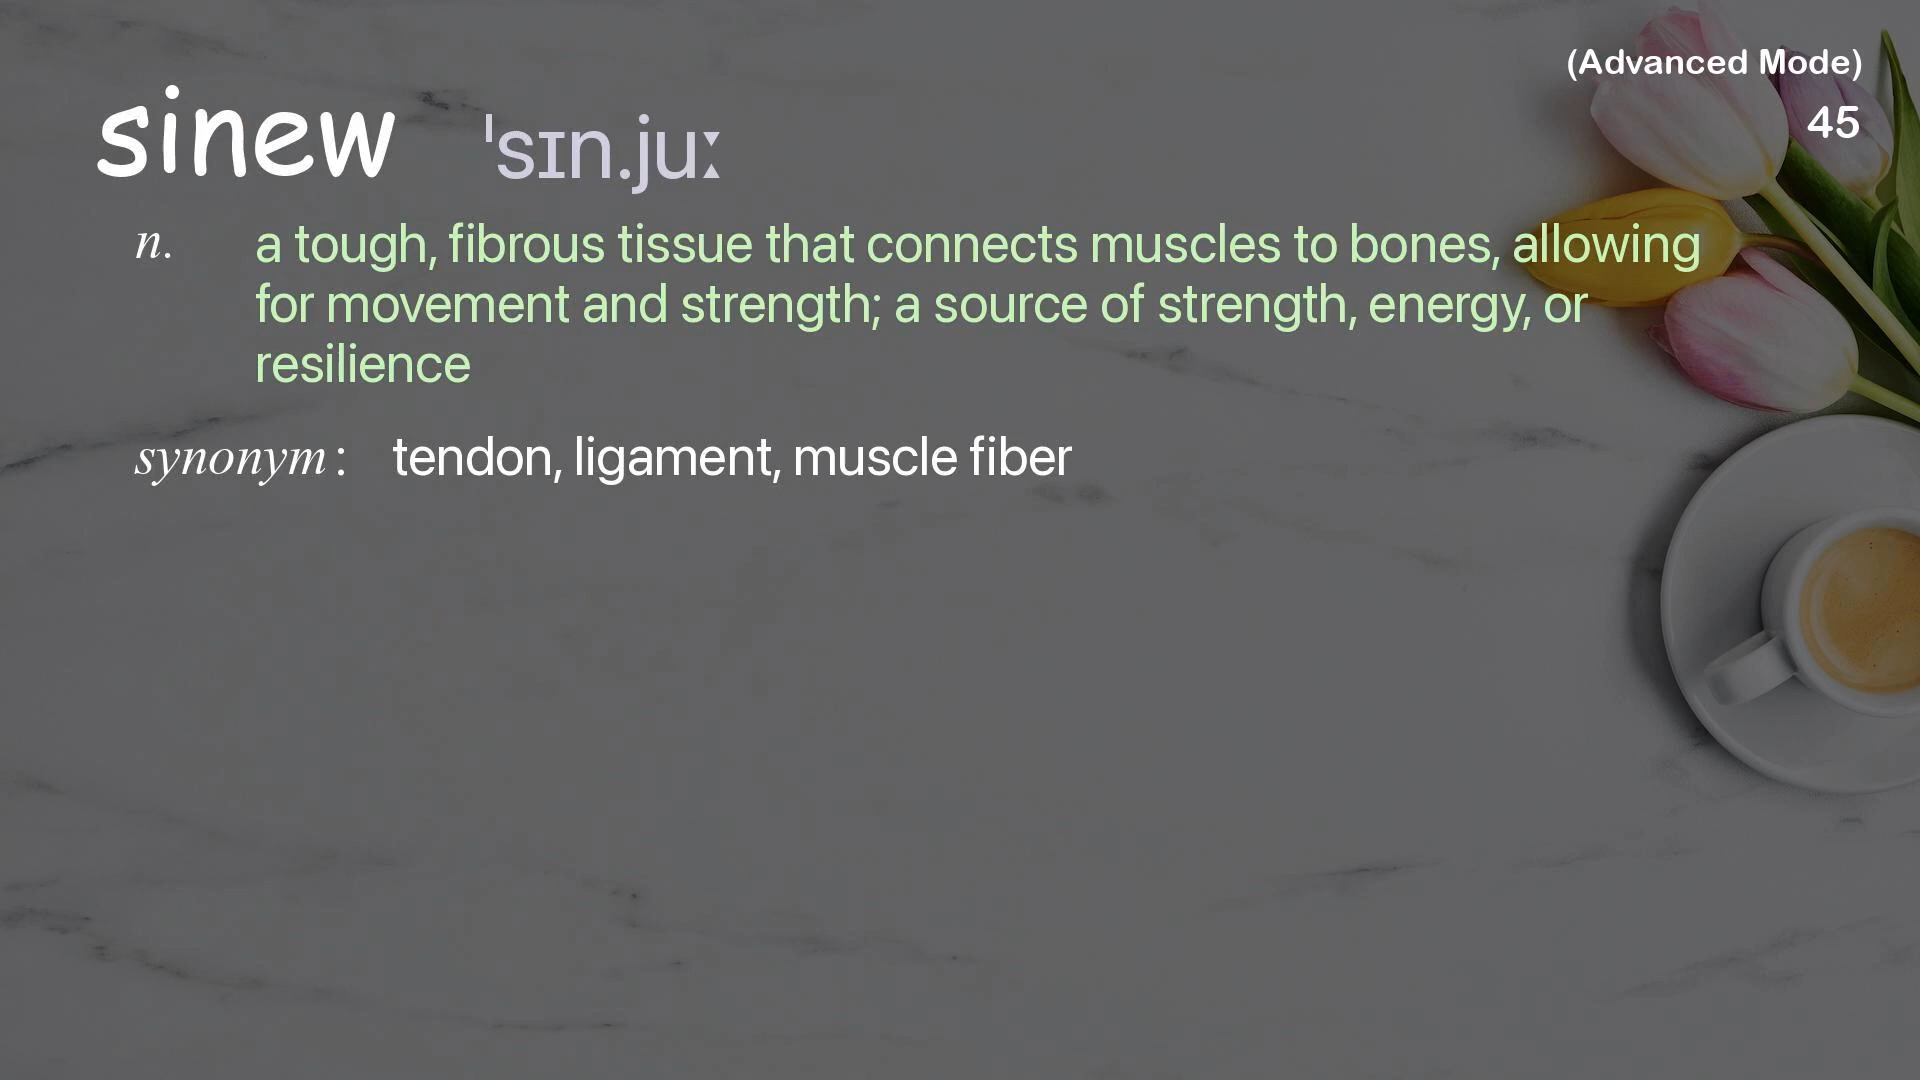 (Advanced Mode)
45
sinew ˈsɪn.juː
n. a tough, fibrous tissue that connects muscles to bones, allowing
for movement and strength; a source of strength, energy, or
resilience
synonym : tendon, ligament, muscle fiber